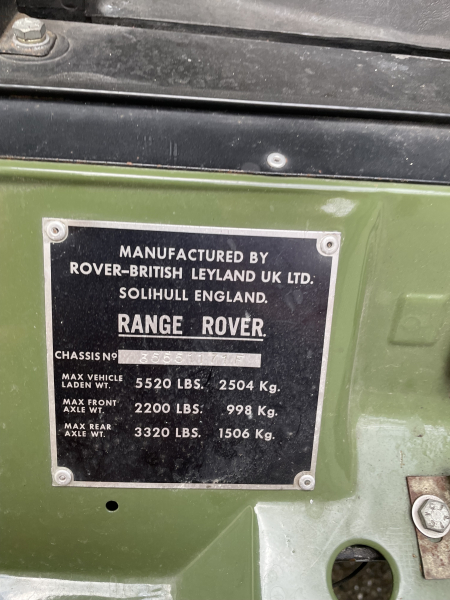 MANUFACTURED BY
ROVER-BRITISH LEYLAND UK LTD.
SOLIHULL ENGLAND.
RANGE ROVER.
CHASSIS Nº
MAX VEHICLE LADEN WT. 5520 LBS. 2504 Kg.
MAX FRONT AXLE WT. 2200 LBS. 998 Kg.
MAX REAR AXLE WT. 3320 LBS. 1506 Kg.